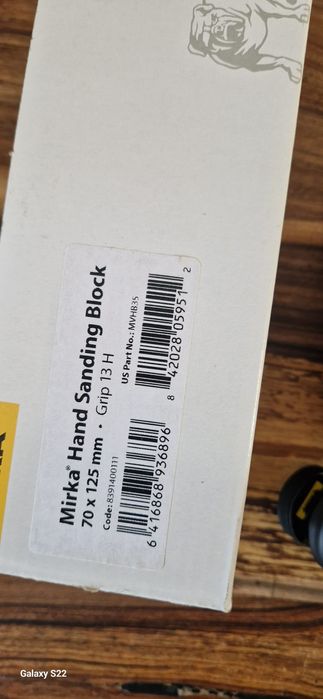 Mirka® Hand Sanding Block
70 x 125 mm • Grip 13 H
Code: 8391400111
US Part No.: MVHB35
6 416868 936896
8 42028 05951 2
Galaxy S22